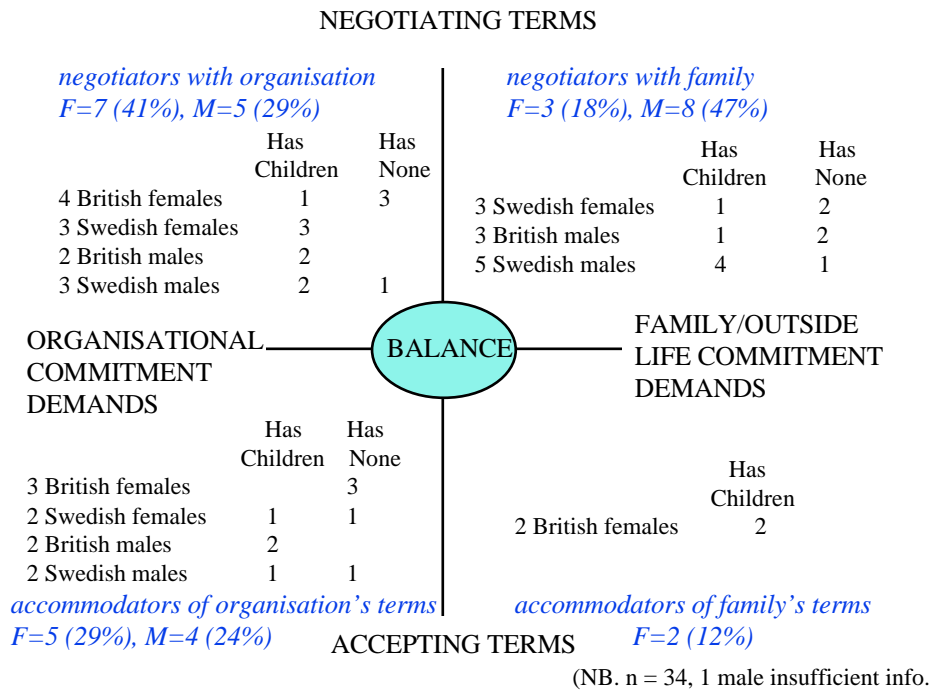 NEGOTIATING TERMS
negotiators with organisation
F=7 (41%), M=5 (29%)
Has Has
Children None
4 British females 1 3
3 Swedish females 3
2 British males 2
3 Swedish males 2 1
negotiators with family
F=3 (18%), M=8 (47%)
Has Has
Children None
3 Swedish females 1 2
3 British males 1 2
5 Swedish males 4 1
ORGANISATIONAL
COMMITMENT
DEMANDS
BALANCE
FAMILY/OUTSIDE
LIFE COMMITMENT
DEMANDS
Has Has
Children None
3 British females 3
2 Swedish females 1 1
2 British males 2
2 Swedish males 1 1
accommodators of organisation's terms
F=5 (29%), M=4 (24%)
Has
Children
2 British females 2
accommodators of family's terms
F=2 (12%)
ACCEPTING TERMS
(NB. n = 34, 1 male insufficient info.